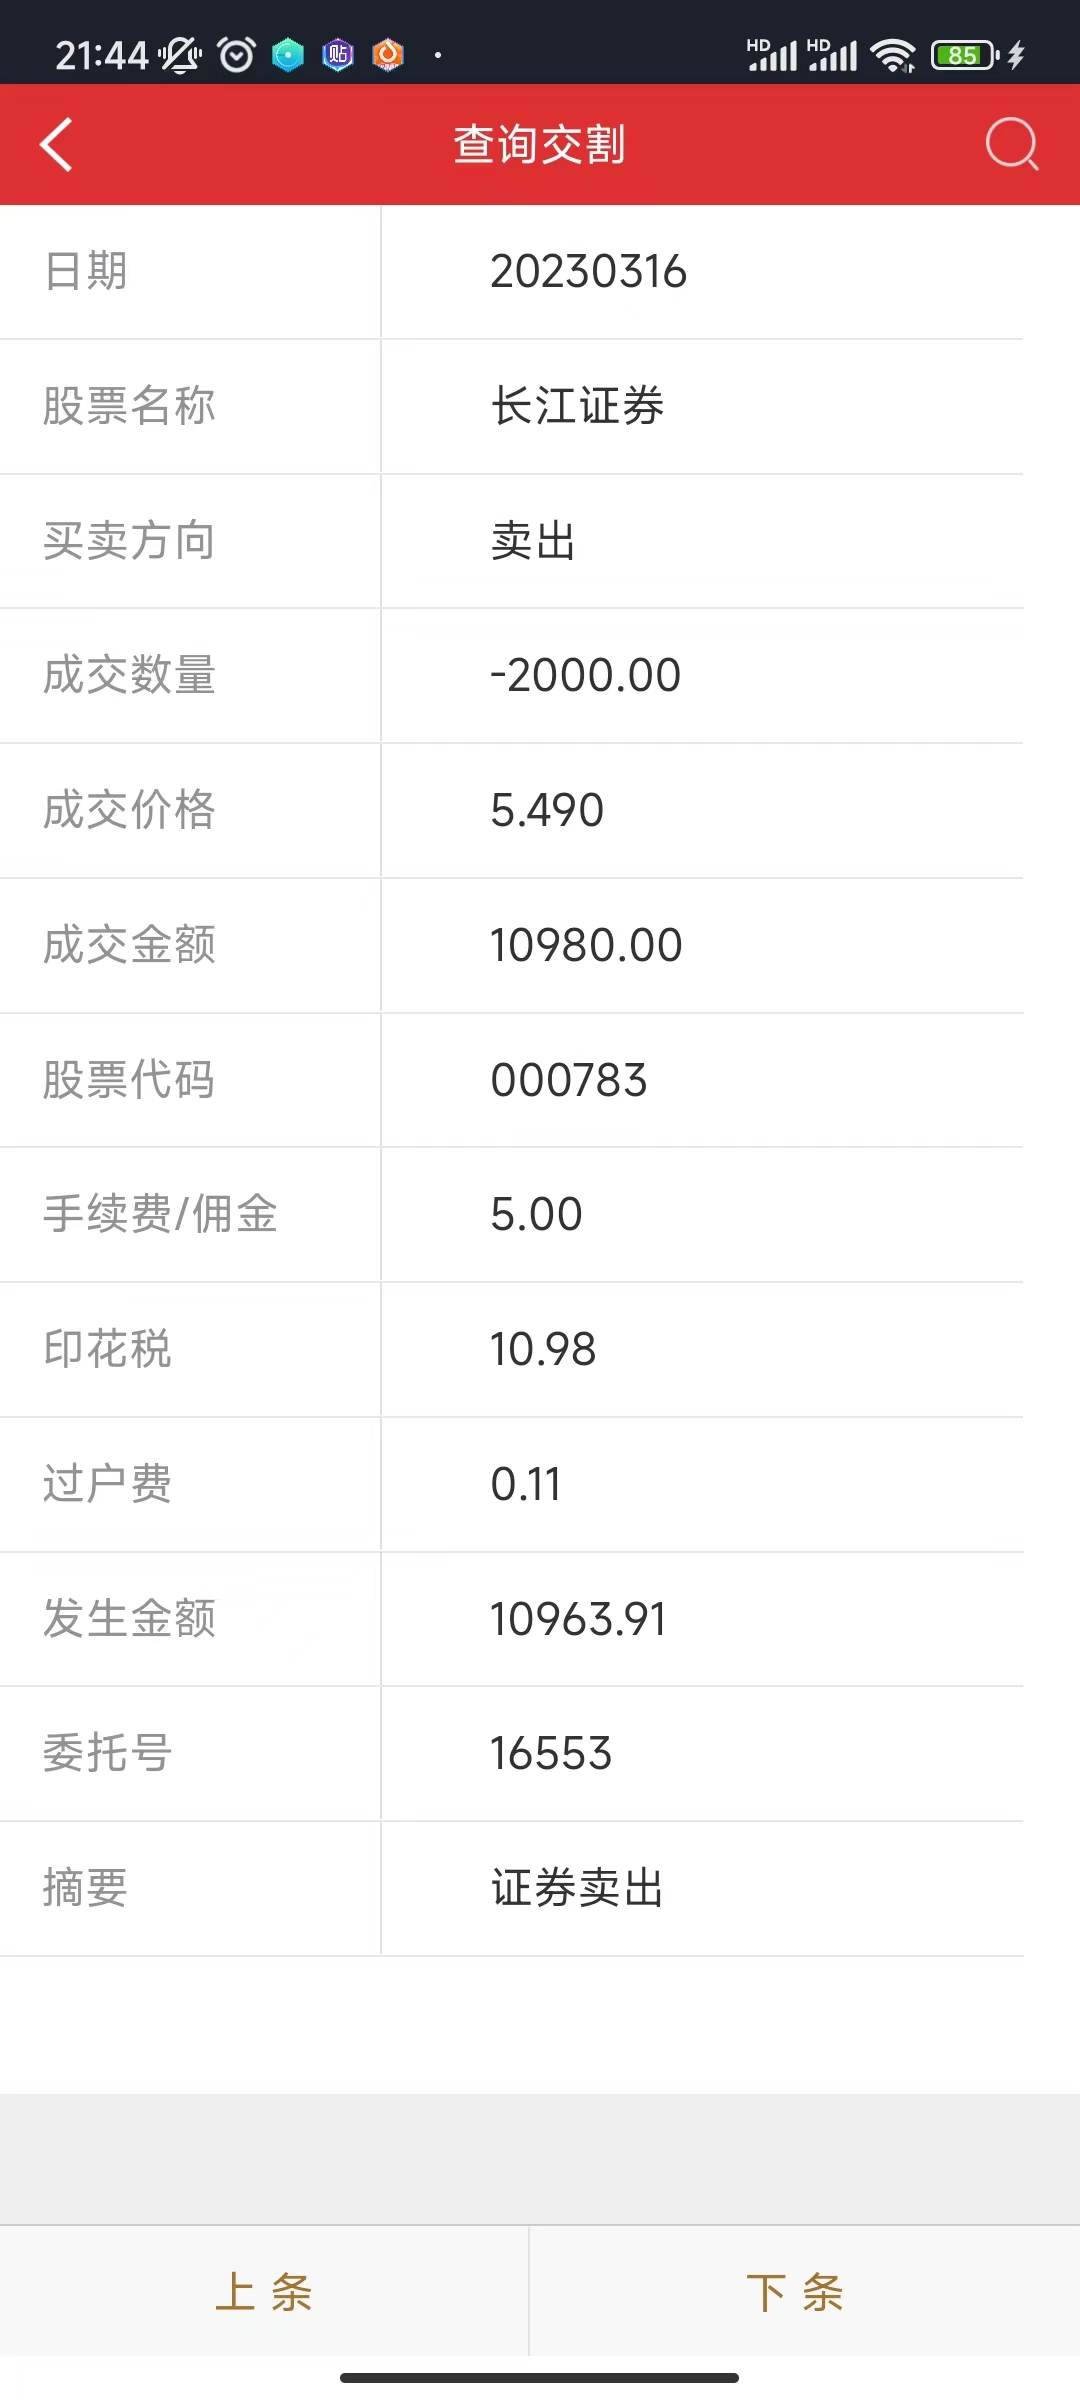 21:44 贴 HD HD 85
查询交割
日期 20230316
股票名称 长江证券
买卖方向 卖出
成交数量 -2000.00
成交价格 5.490
成交金额 10980.00
股票代码 000783
手续费/佣金 5.00
印花税 10.98
过户费 0.11
发生金额 10963.91
委托号 16553
摘要 证券卖出
上条 下条